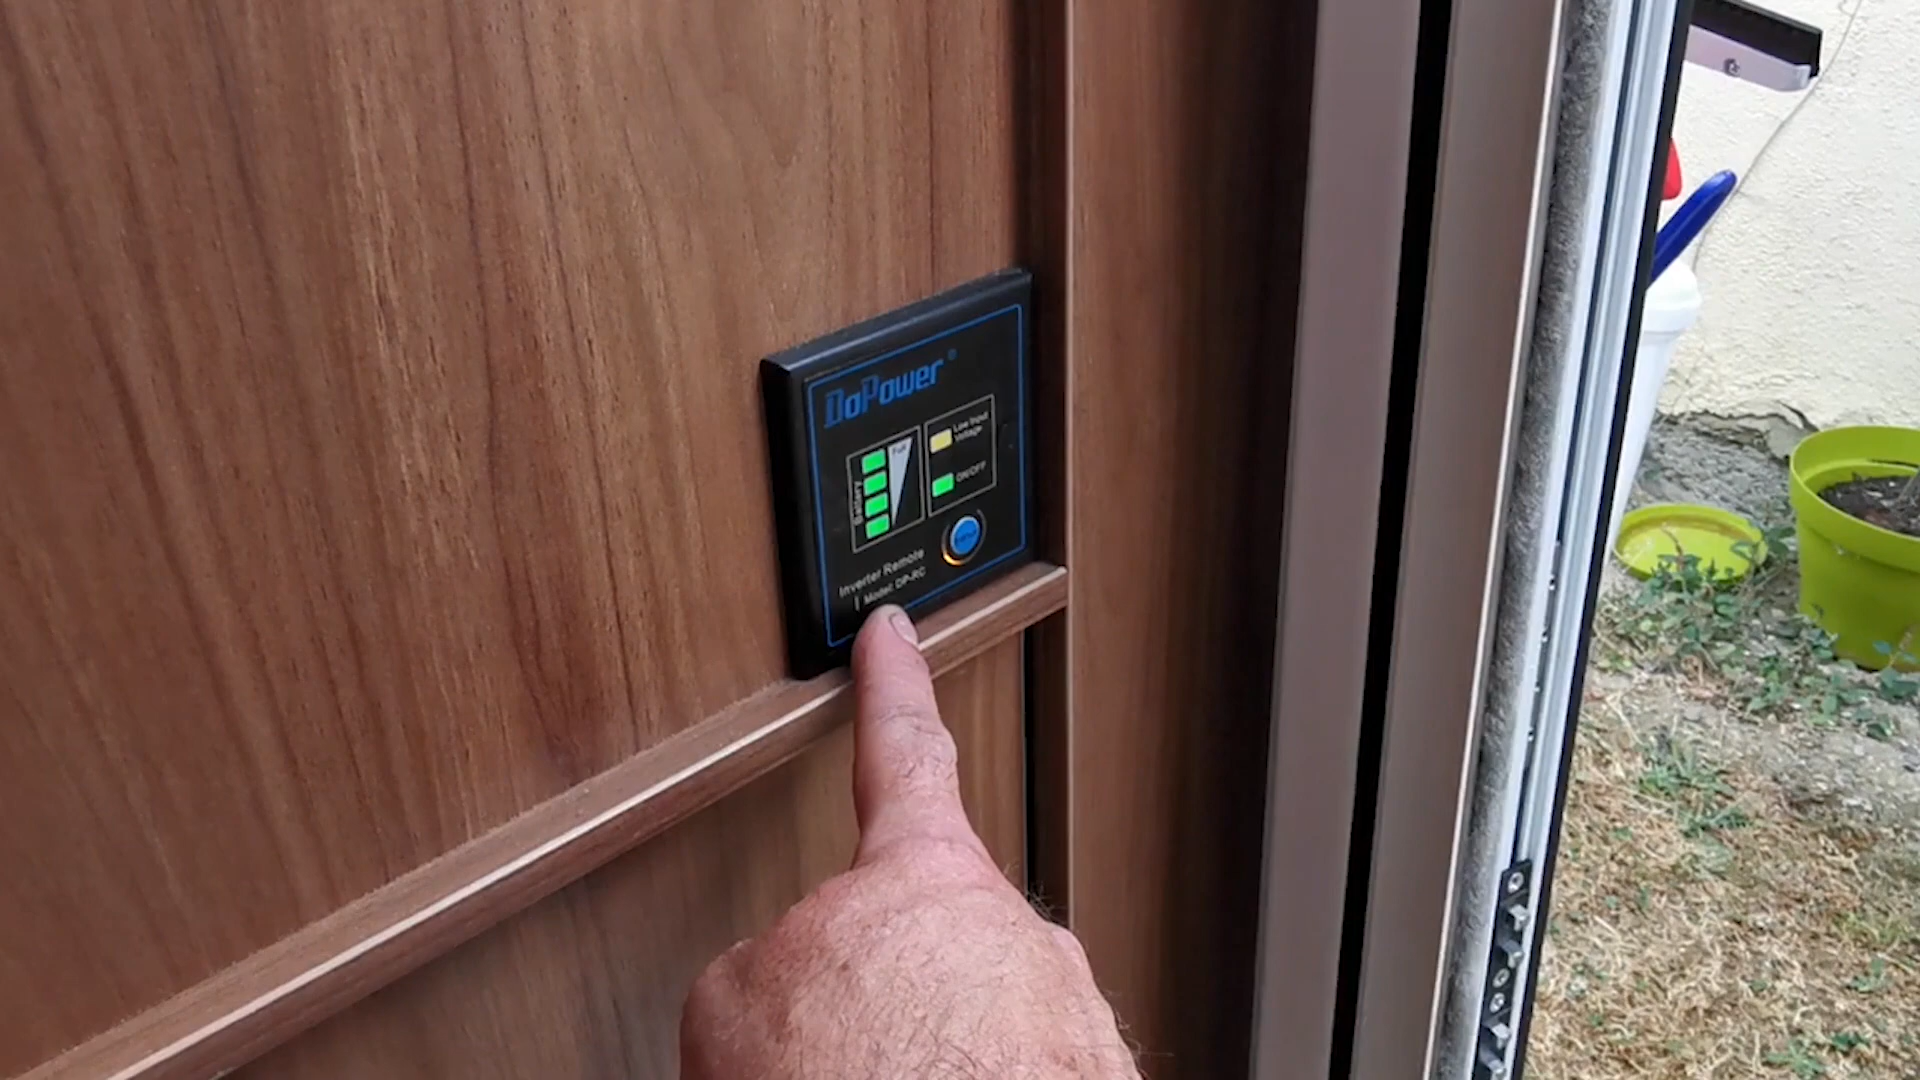 DoPower®
Low Input
Voltage
Full
Battery
ON/OFF
Inverter Remote
Model: DP-RC